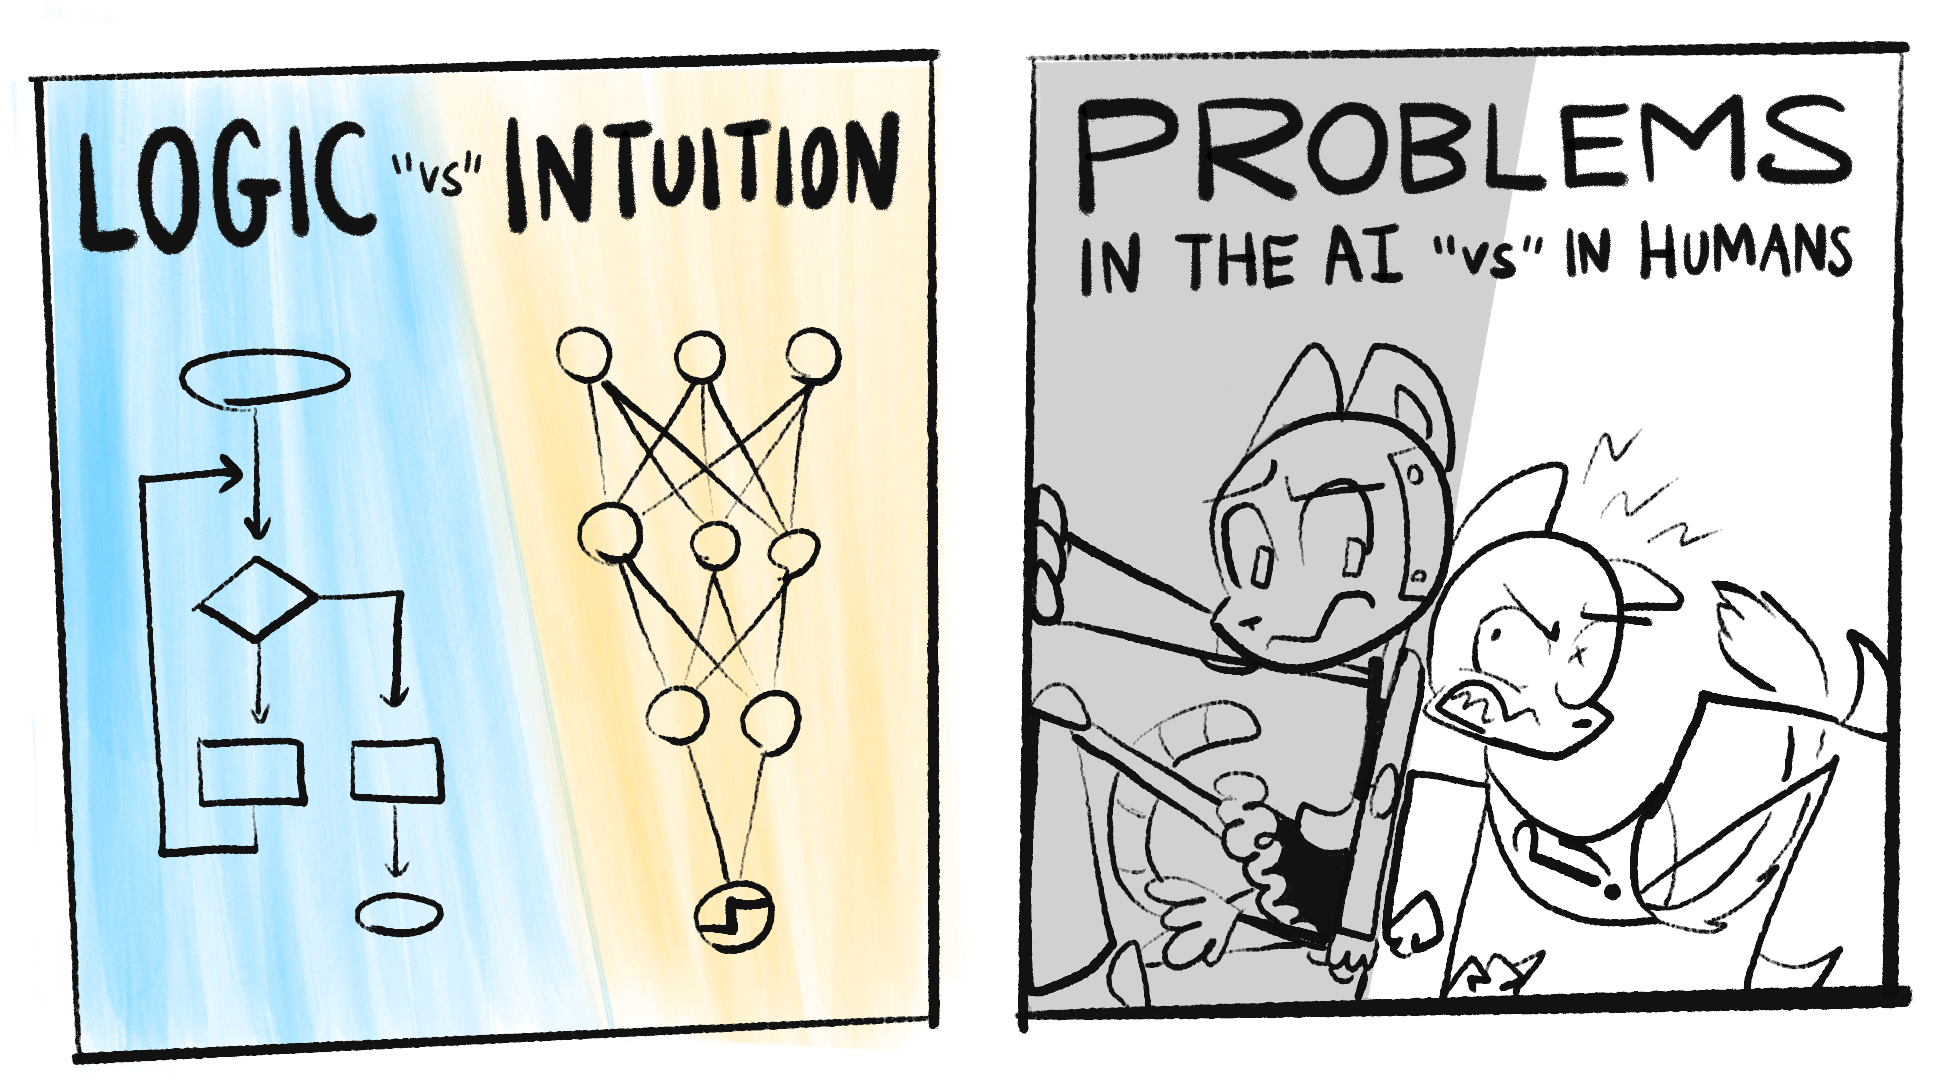 LOGIC "vs" INTUITION
PROBLEMS
IN THE AI "vs" IN HUMANS